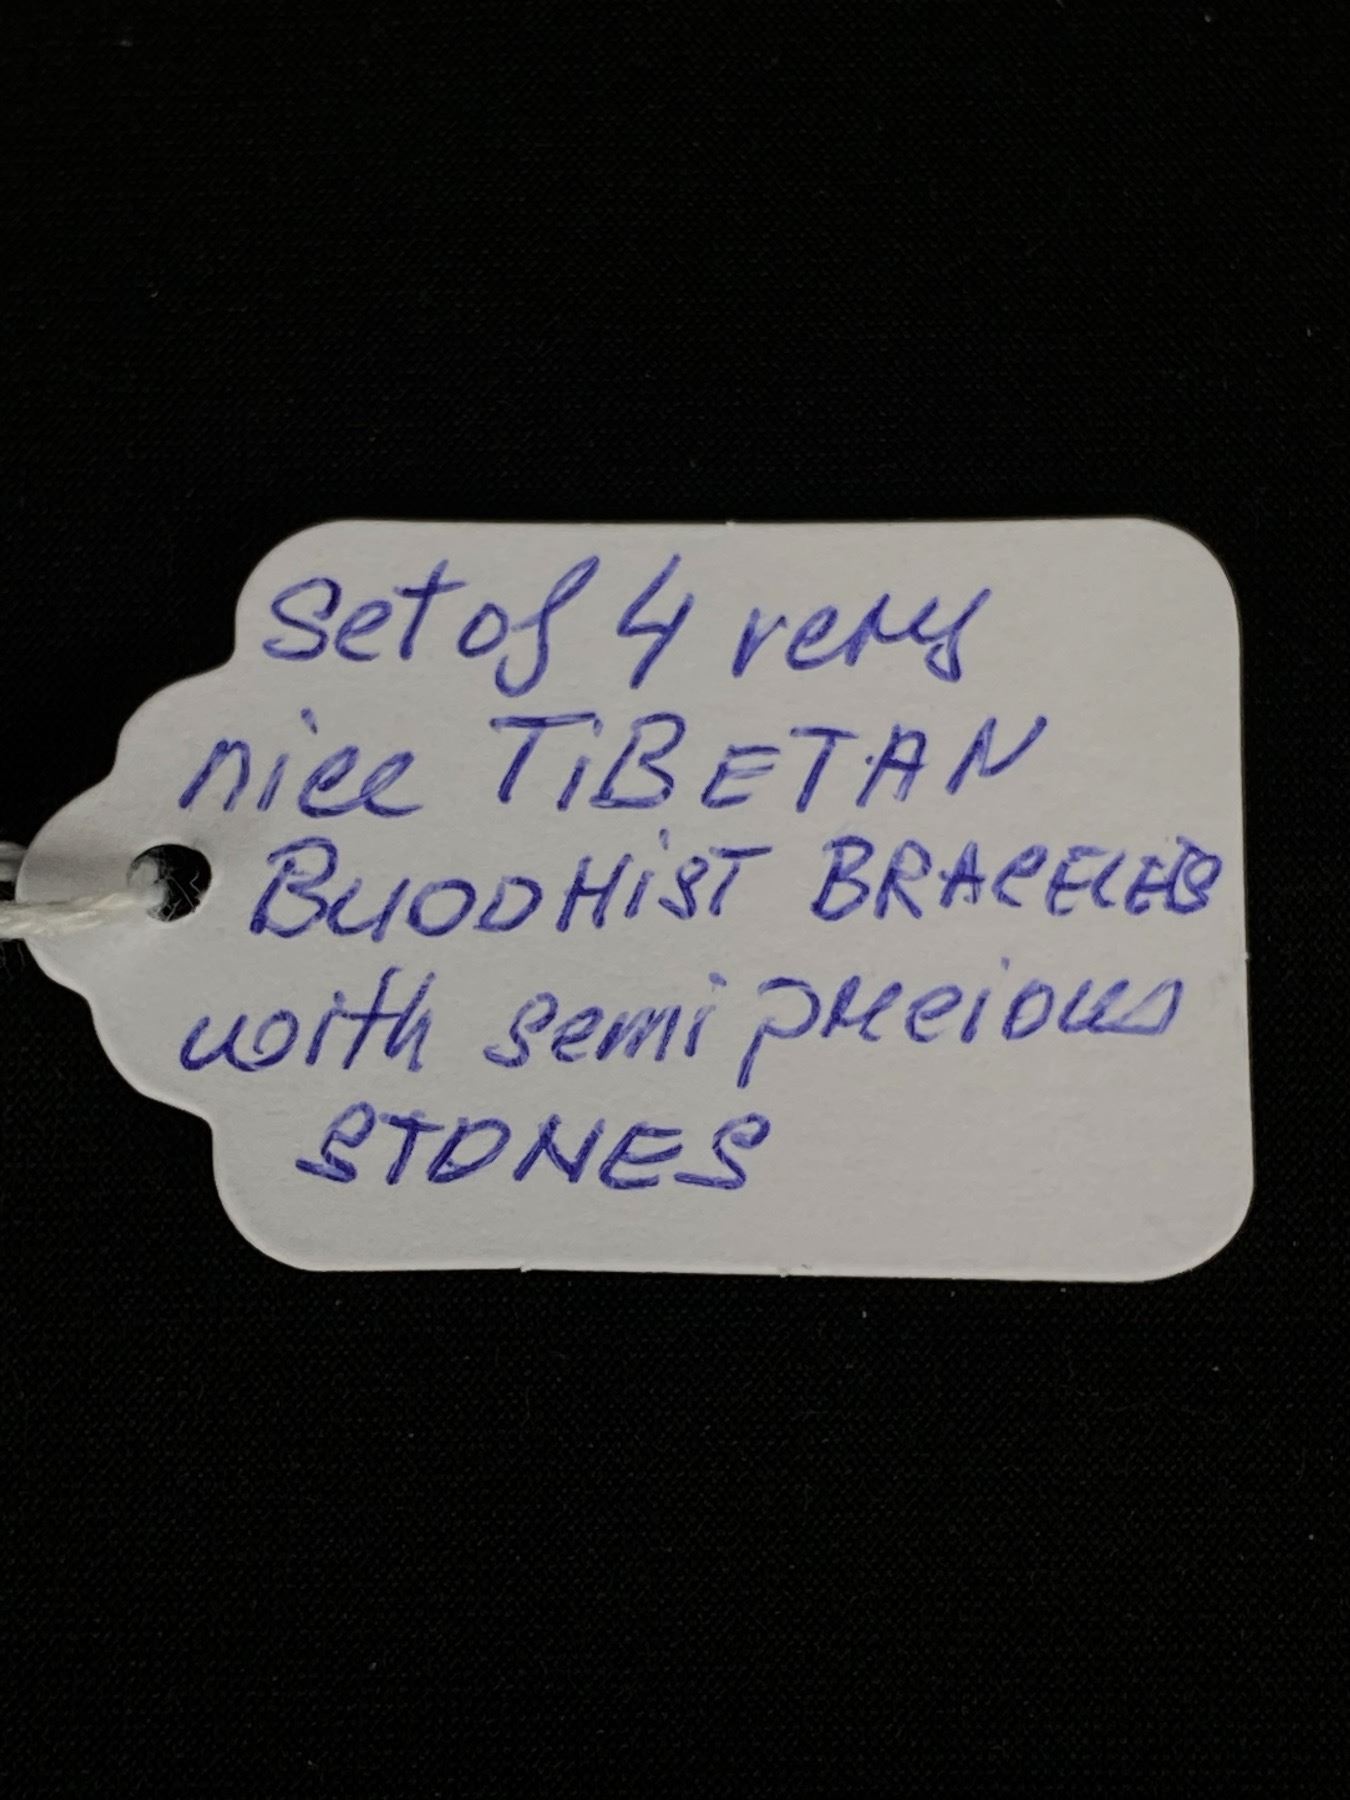 Set of 4 very
nice TiBETAN
BUDDHiST BRACELETS
with semi precious
STONES